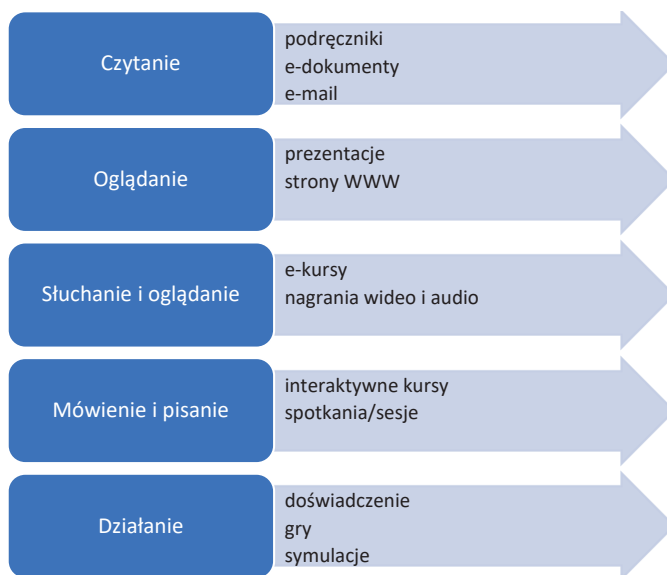 Czytanie
podręczniki
e-dokumenty
e-mail
Oglądanie
prezentacje
strony WWW
Słuchanie i oglądanie
e-kursy
nagrania wideo i audio
Mówienie i pisanie
interaktywne kursy
spotkania/sesje
Działanie
doświadczenie
gry
symulacje